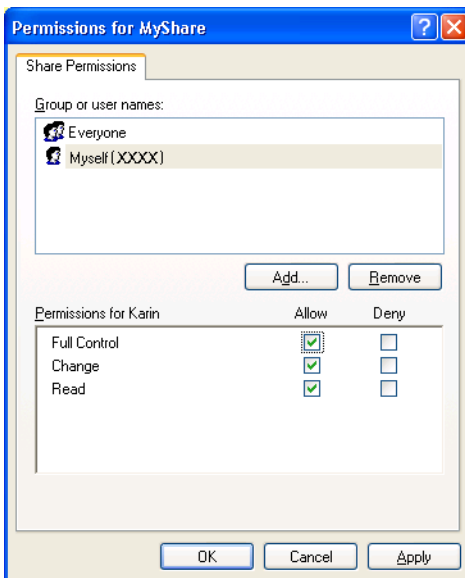 Permissions for MyShare
Share Permissions
Group or user names:
Everyone
Myself(XXXX)
Add... Remove
Permissions for Karin Allow Deny
Full Control
Change
Read
OK Cancel Apply